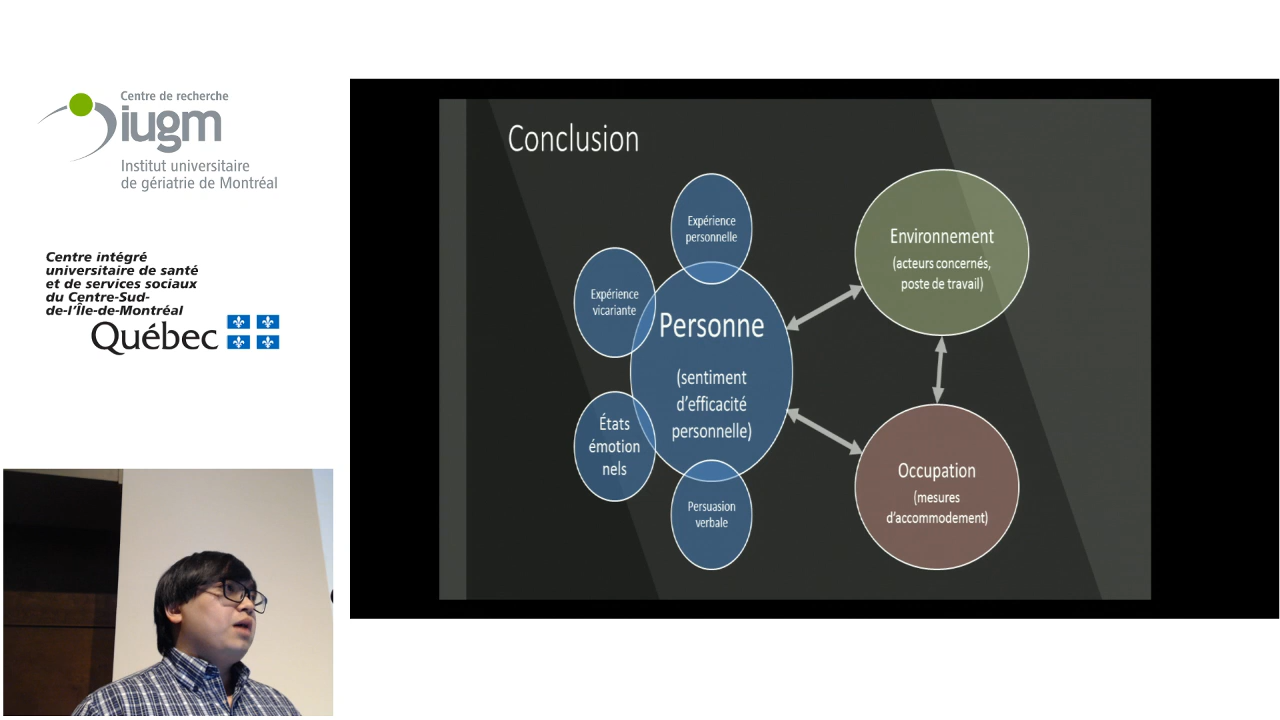 Centre de recherche
iugm
Institut universitaire
de gériatrie de Montréal
Centre intégré
universitaire de santé
et de services sociaux
du Centre-Sud-
de-l'Île-de-Montréal
Québec
Conclusion
Expérience
personnelle
Expérience
vicariante
Personne
(sentiment
d'efficacité
personnelle)
États
émotion
nels
Persuasion
verbale
Environnement
(acteurs concernés,
poste de travail)
Occupation
(mesures
d'accommodement)